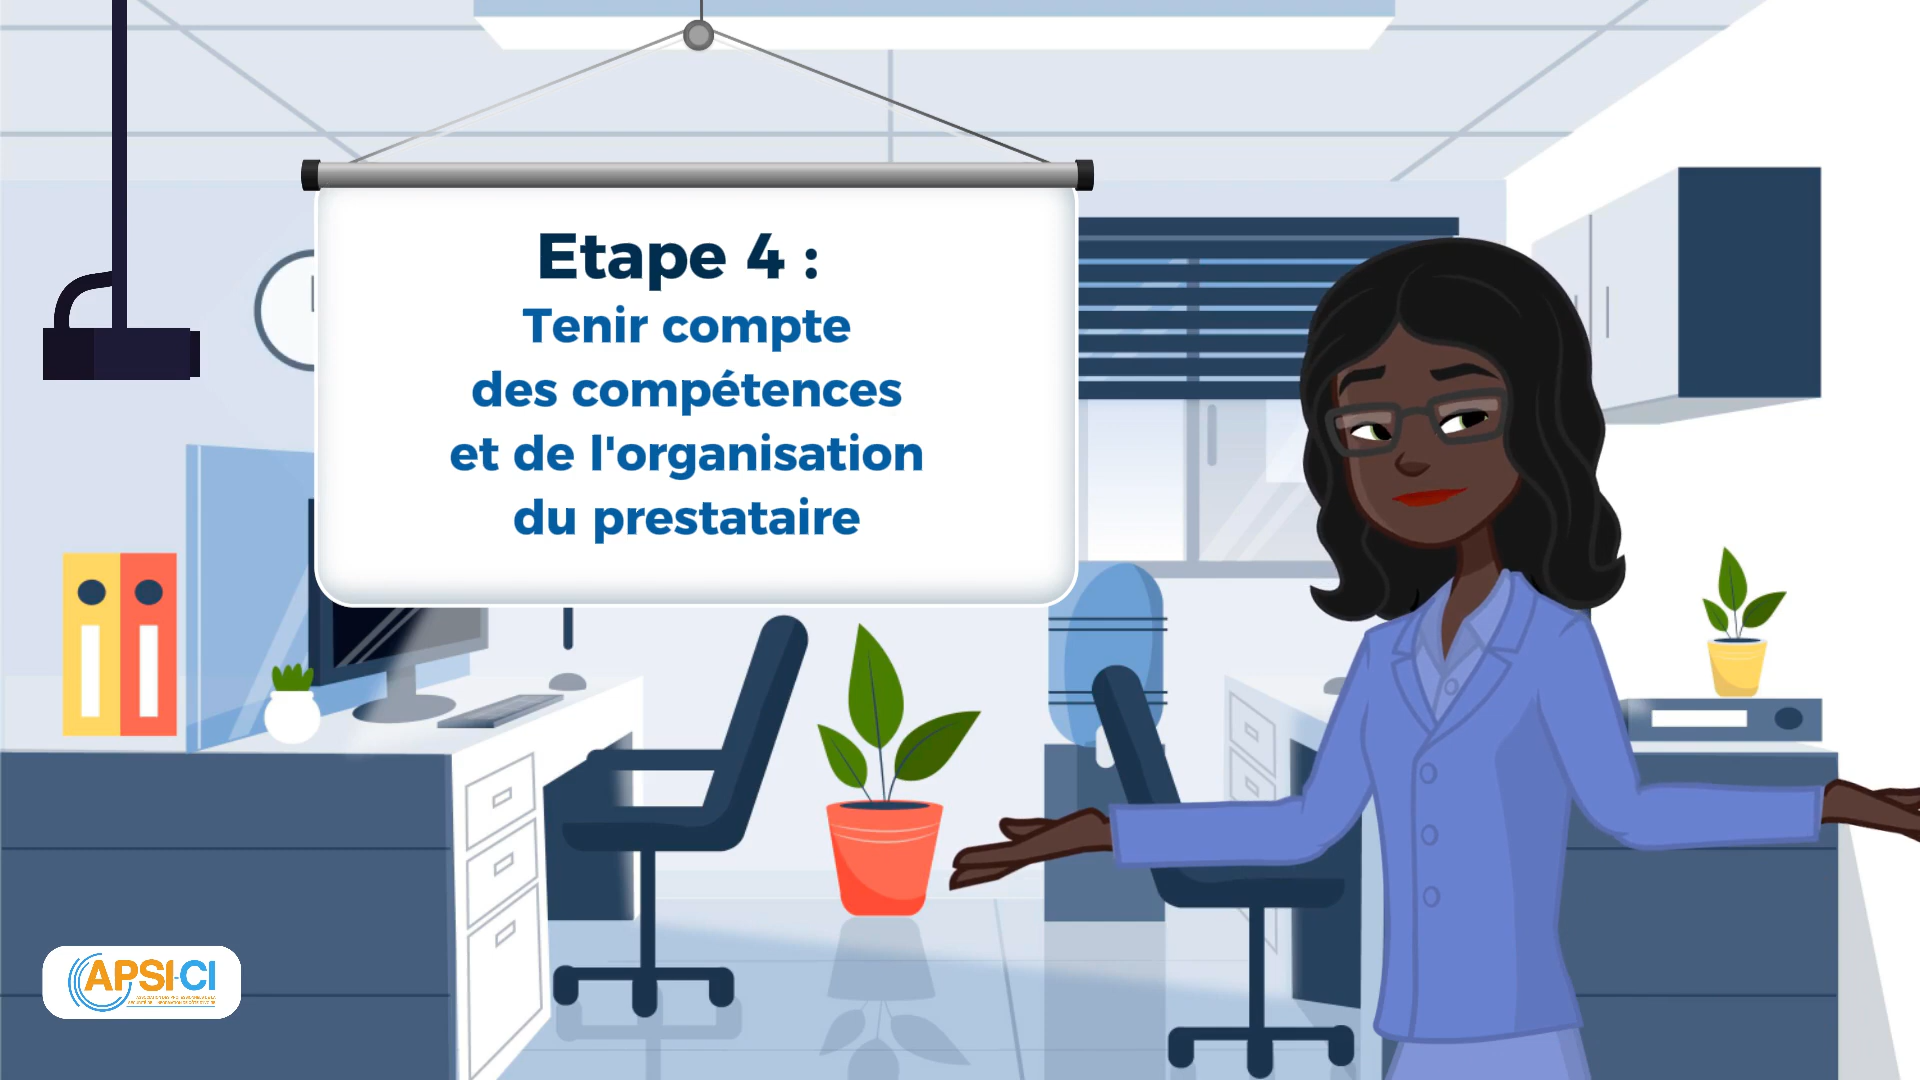 Etape 4 :
Tenir compte
des compétences
et de l'organisation
du prestataire
APSI-CI